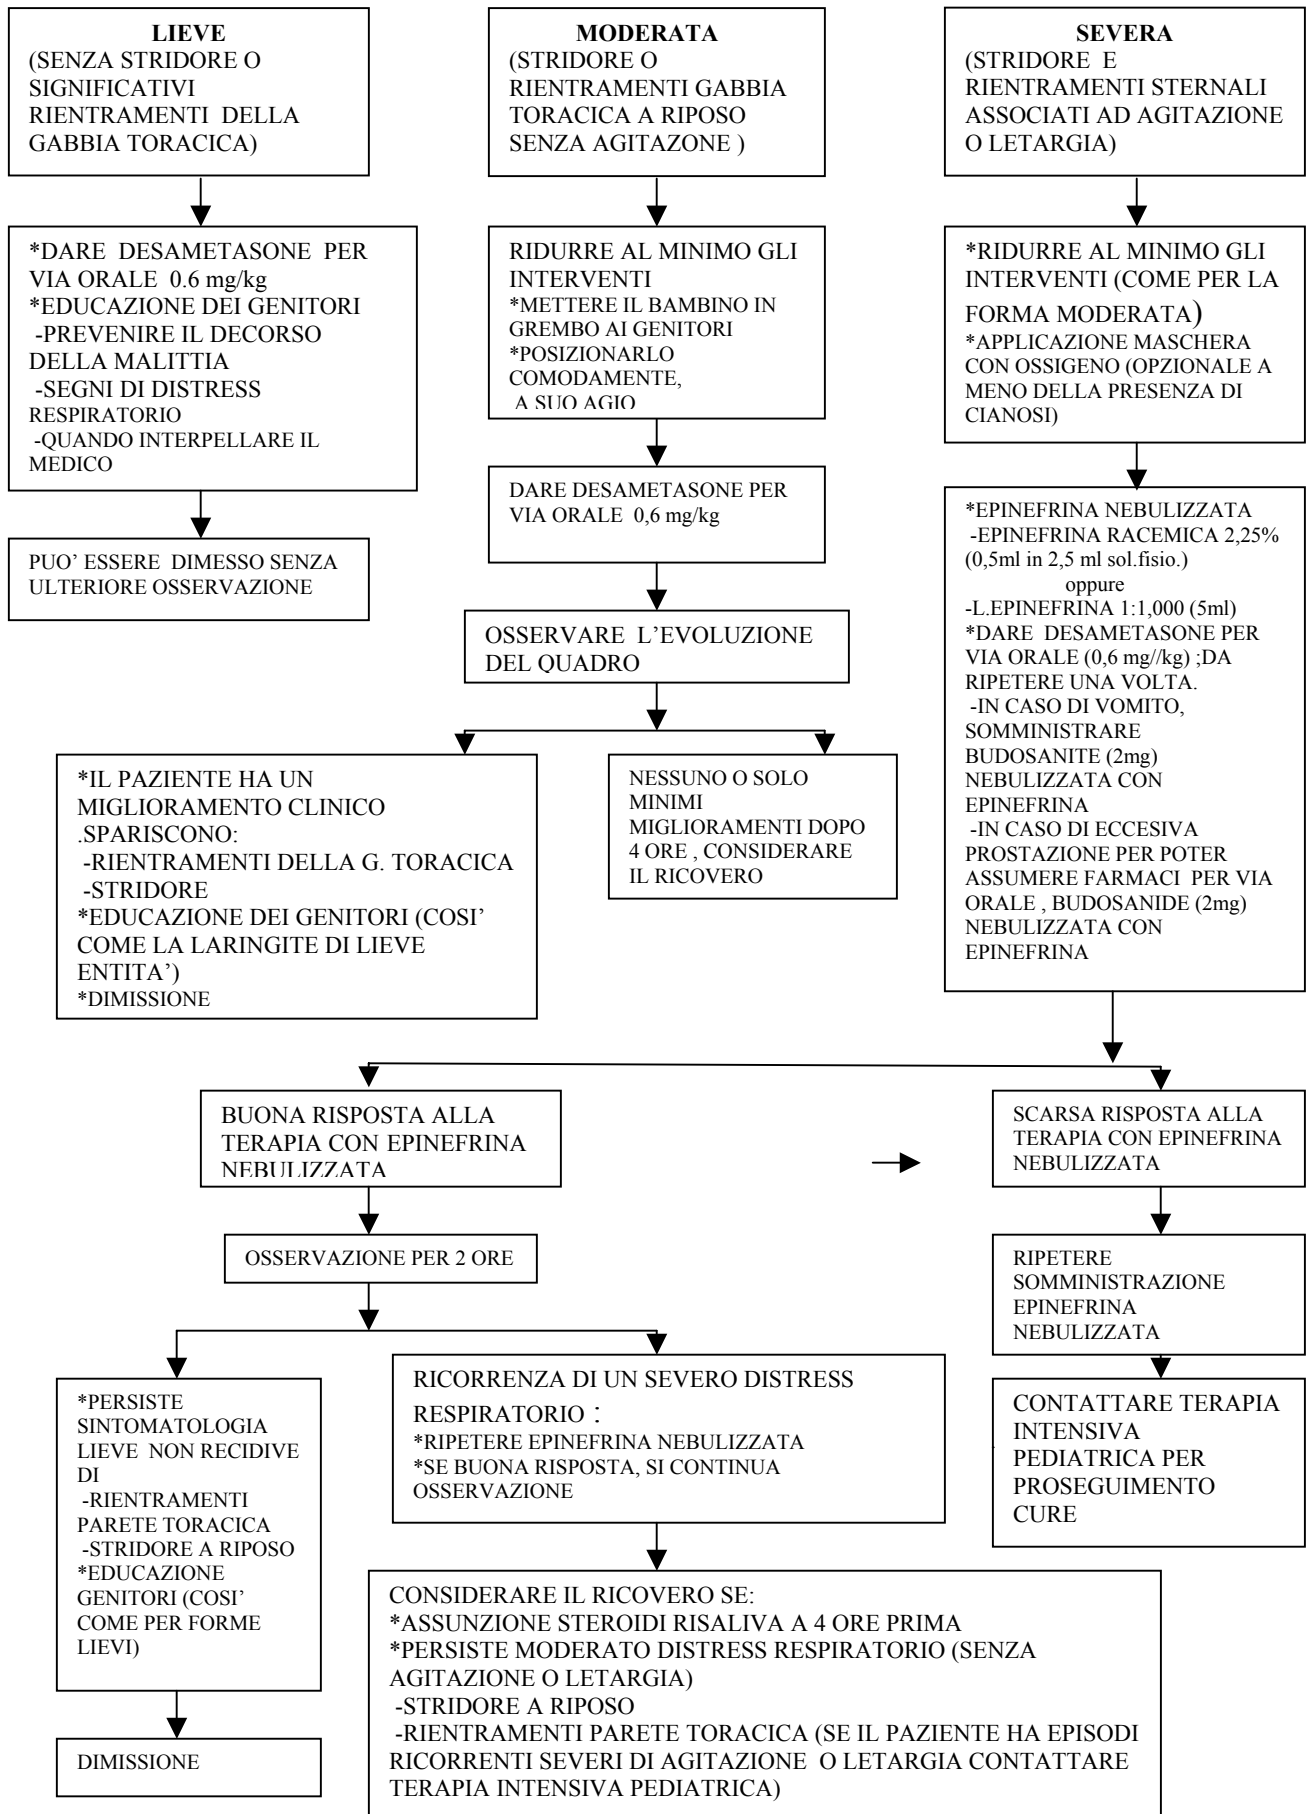 LIEVE
(SENZA STRIDORE O
SIGNIFICATIVI
RIENTRAMENTI DELLA
GABBIA TORACICA)
MODERATA
(STRIDORE O
RIENTRAMENTI GABBIA
TORACICA A RIPOSO
SENZA AGITAZONE )
SEVERA
(STRIDORE E
RIENTRAMENTI STERNALI
ASSOCIATI AD AGITAZIONE
O LETARGIA)
*DARE DESAMETASONE PER
VIA ORALE 0.6 mg/kg
*EDUCAZIONE DEI GENITORI
-PREVENIRE IL DECORSO
DELLA MALITTIA
-SEGNI DI DISTRESS
RESPIRATORIO
-QUANDO INTERPELLARE IL
MEDICO
RIDURRE AL MINIMO GLI
INTERVENTI
*METTERE IL BAMBINO IN
GREMBO AI GENITORI
*POSIZIONARLO
COMODAMENTE,
A SUO AGIO
*RIDURRE AL MINIMO GLI
INTERVENTI (COME PER LA
FORMA MODERATA)
*APPLICAZIONE MASCHERA
CON OSSIGENO (OPZIONALE A
MENO DELLA PRESENZA DI
CIANOSI)
DARE DESAMETASONE PER
VIA ORALE 0,6 mg/kg
PUO' ESSERE DIMESSO SENZA
ULTERIORE OSSERVAZIONE
*EPINEFRINA NEBULIZZATA
-EPINEFRINA RACEMICA 2,25%
(0,5ml in 2,5 ml sol.fisio.)
oppure
-L.EPINEFRINA 1:1,000 (5ml)
*DARE DESAMETASONE PER
VIA ORALE (0,6 mg//kg) ;DA
RIPETERE UNA VOLTA.
-IN CASO DI VOMITO,
SOMMINISTRARE
BUDOSANITE (2mg)
NEBULIZZATA CON
EPINEFRINA
-IN CASO DI ECCESIVA
PROSTAZIONE PER POTER
ASSUMERE FARMACI PER VIA
ORALE , BUDOSANIDE (2mg)
NEBULIZZATA CON
EPINEFRINA
OSSERVARE L'EVOLUZIONE
DEL QUADRO
*IL PAZIENTE HA UN
MIGLIORAMENTO CLINICO
.SPARISCONO:
-RIENTRAMENTI DELLA G. TORACICA
-STRIDORE
*EDUCAZIONE DEI GENITORI (COSI'
COME LA LARINGITE DI LIEVE
ENTITA')
*DIMISSIONE
NESSUNO O SOLO
MINIMI
MIGLIORAMENTI DOPO
4 ORE , CONSIDERARE
IL RICOVERO
BUONA RISPOSTA ALLA
TERAPIA CON EPINEFRINA
NEBULIZZATA
SCARSA RISPOSTA ALLA
TERAPIA CON EPINEFRINA
NEBULIZZATA
OSSERVAZIONE PER 2 ORE
RIPETERE
SOMMINISTRAZIONE
EPINEFRINA
NEBULIZZATA
*PERSISTE
SINTOMATOLOGIA
LIEVE NON RECIDIVE
DI
-RIENTRAMENTI
PARETE TORACICA
-STRIDORE A RIPOSO
*EDUCAZIONE
GENITORI (COSI'
COME PER FORME
LIEVI)
RICORRENZA DI UN SEVERO DISTRESS
RESPIRATORIO :
*RIPETERE EPINEFRINA NEBULIZZATA
*SE BUONA RISPOSTA, SI CONTINUA
OSSERVAZIONE
CONTATTARE TERAPIA
INTENSIVA
PEDIATRICA PER
PROSEGUIMENTO
CURE
CONSIDERARE IL RICOVERO SE:
*ASSUNZIONE STEROIDI RISALIVA A 4 ORE PRIMA
*PERSISTE MODERATO DISTRESS RESPIRATORIO (SENZA
AGITAZIONE O LETARGIA)
-STRIDORE A RIPOSO
-RIENTRAMENTI PARETE TORACICA (SE IL PAZIENTE HA EPISODI
RICORRENTI SEVERI DI AGITAZIONE O LETARGIA CONTATTARE
TERAPIA INTENSIVA PEDIATRICA)
DIMISSIONE